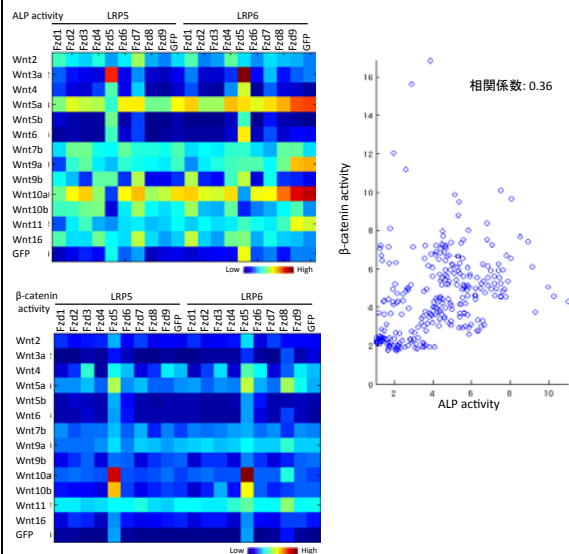 ALP activity
LRP5
LRP6
Fzd1 Fzd2 Fzd3 Fzd4 Fzd5 Fzd6 Fzd7 Fzd8 Fzd9 GFP Fzd1 Fzd2 Fzd3 Fzd4 Fzd5 Fzd6 Fzd7 Fzd8 Fzd9 GFP
Wnt2
Wnt3a
Wnt4
Wnt5a
Wnt5b
Wnt6
Wnt7b
Wnt9a
Wnt9b
Wnt10a
Wnt10b
Wnt11
Wnt16
GFP
Low High
β-catenin
activity
LRP5
LRP6
Fzd1 Fzd2 Fzd3 Fzd4 Fzd5 Fzd6 Fzd7 Fzd8 Fzd9 GFP Fzd1 Fzd2 Fzd3 Fzd4 Fzd5 Fzd6 Fzd7 Fzd8 Fzd9 GFP
Wnt2
Wnt3a
Wnt4
Wnt5a
Wnt5b
Wnt6
Wnt7b
Wnt9a
Wnt9b
Wnt10a
Wnt10b
Wnt11
Wnt16
GFP
Low High
相関係数: 0.36
β-catenin activity
16
14
12
10
8
6
4
2
0
2 4 6 8 10
ALP activity